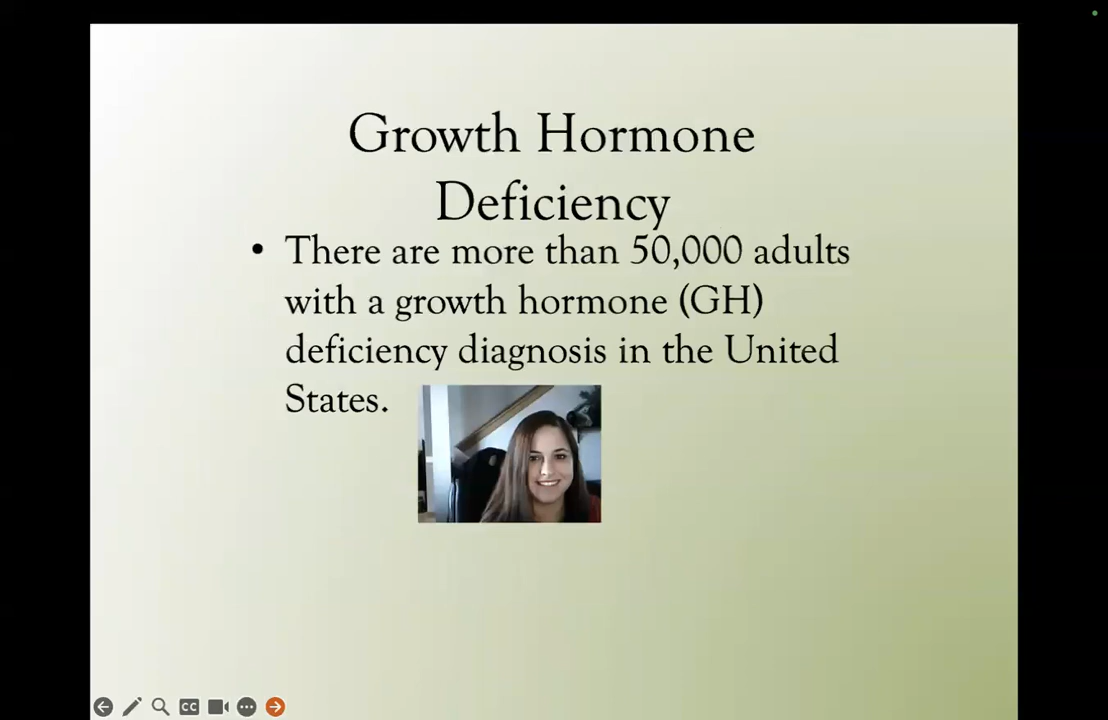 Growth Hormone
Deficiency
• There are more than 50,000 adults
with a growth hormone (GH)
deficiency diagnosis in the United
States.
CC